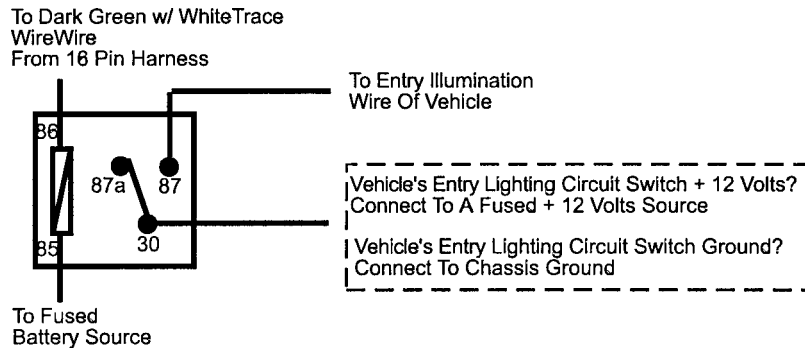 To Dark Green w/ WhiteTrace
WireWire
From 16 Pin Harness
To Entry Illumination
Wire Of Vehicle
86
87a
87
85
30
Vehicle's Entry Lighting Circuit Switch + 12 Volts?
Connect To A Fused + 12 Volts Source
Vehicle's Entry Lighting Circuit Switch Ground?
Connect To Chassis Ground
To Fused
Battery Source